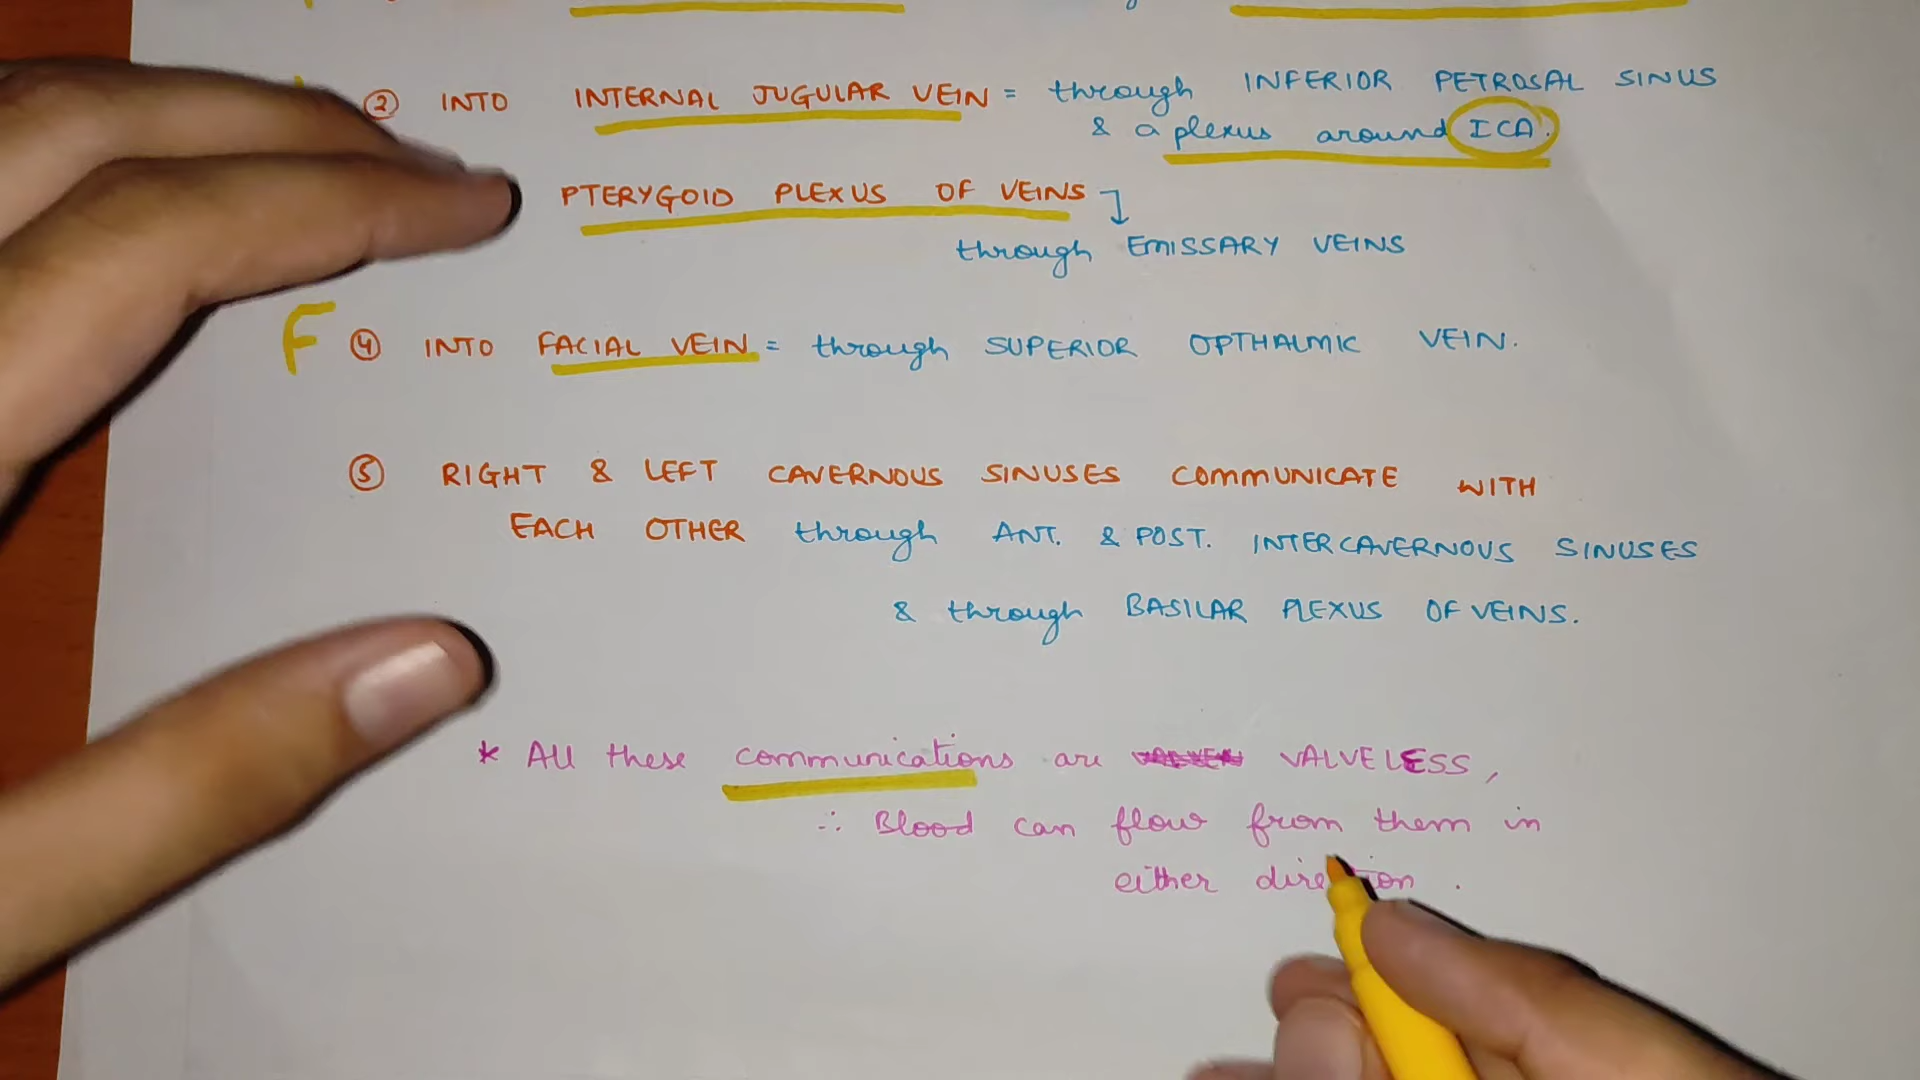 ② INTO INTERNAL JUGULAR VEIN = through INFERIOR PETROSAL SINUS
& a plexus around ICA.
PTERYGOID PLEXUS OF VEINS
through EMISSARY VEINS
F ④ INTO FACIAL VEIN = through SUPERIOR OPTHALMIC VEIN.
⑤ RIGHT & LEFT CAVERNOUS SINUSES COMMUNICATE WITH
EACH OTHER through ANT. & POST. INTERCAVERNOUS SINUSES
& through BASILAR PLEXUS OF VEINS.
* All these communications are VALVELESS,
∴ Blood can flow from them in
either direction.